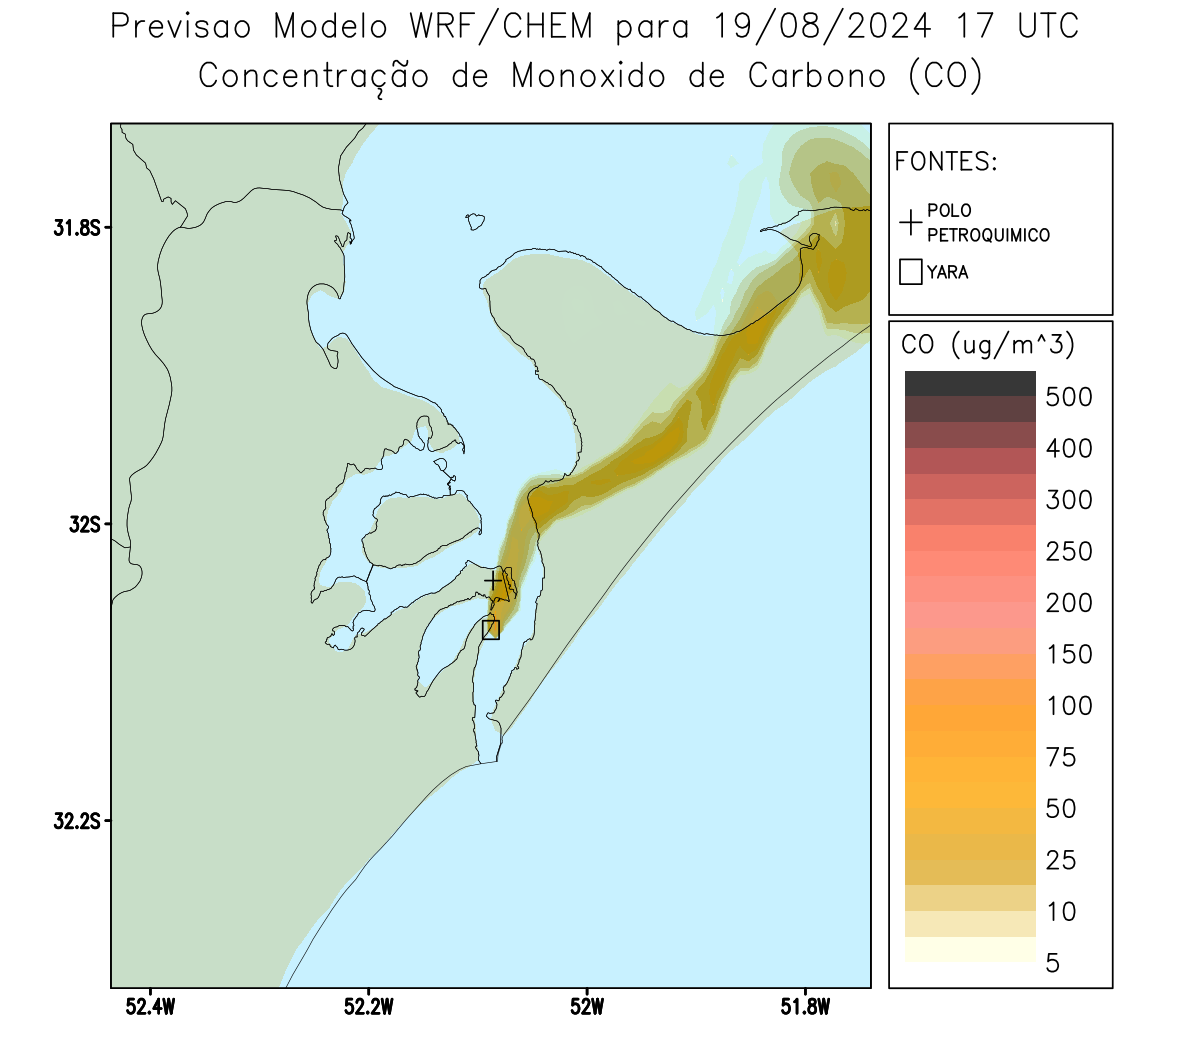 Previsao Modelo WRF/CHEM para 19/08/2024 17 UTC
Concentração de Monoxido de Carbono (CO)
FONTES:
POLO
PETROQUIMICO
YARA
CO (ug/m^3)
500
400
300
250
200
150
100
75
50
25
10
5
31.8S
32S
32.2S
52.4W
52.2W
52W
51.8W